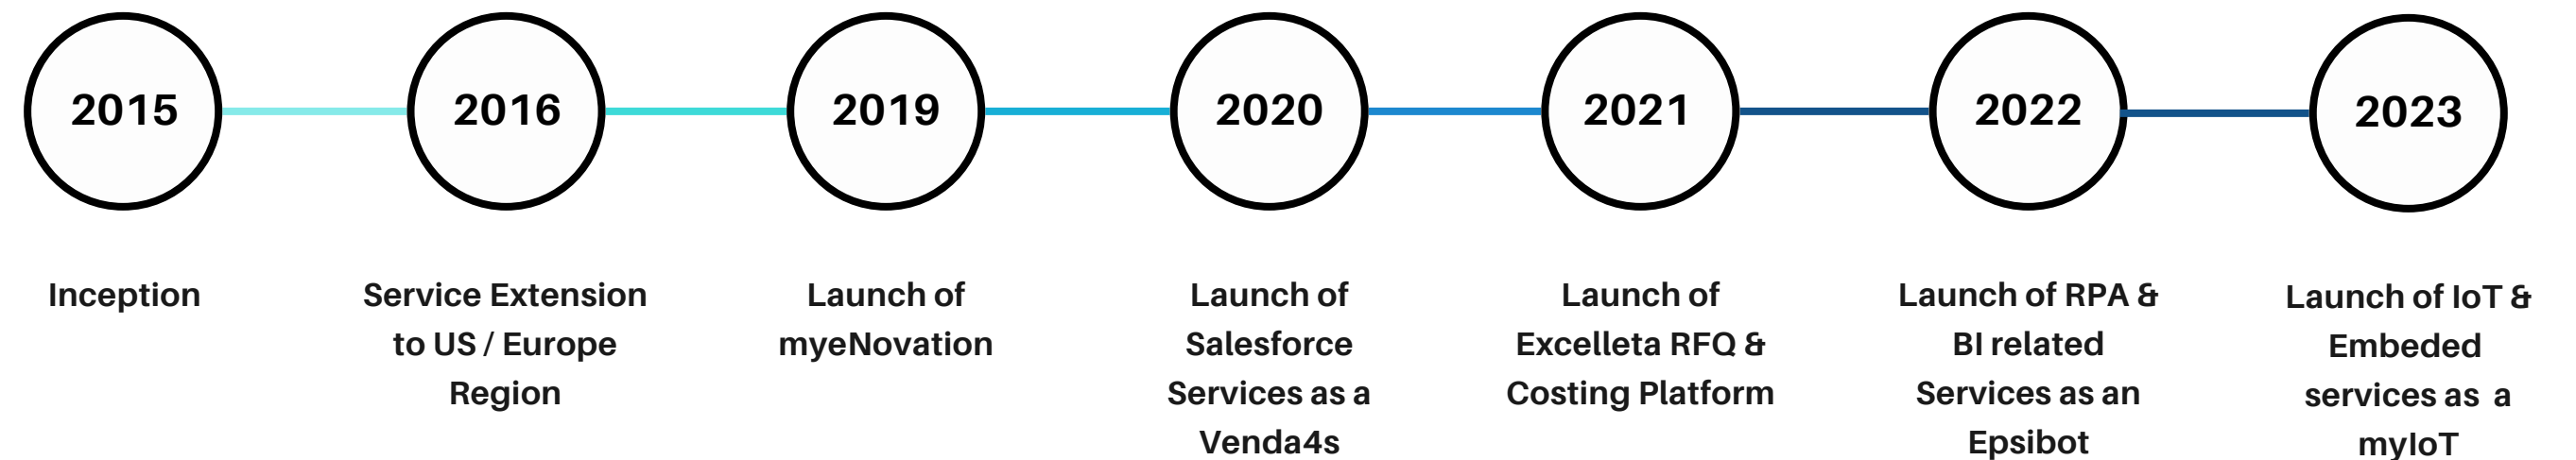 2015
2016
2019
2020
2021
2022
2023
Inception
Service Extension
to US / Europe
Region
Launch of
myeNovation
Launch of
Salesforce
Services as a
Venda4s
Launch of
Excelleta RFQ &
Costing Platform
Launch of RPA &
BI related
Services as an
Epsibot
Launch of IoT &
Embeded
services as a
myIoT